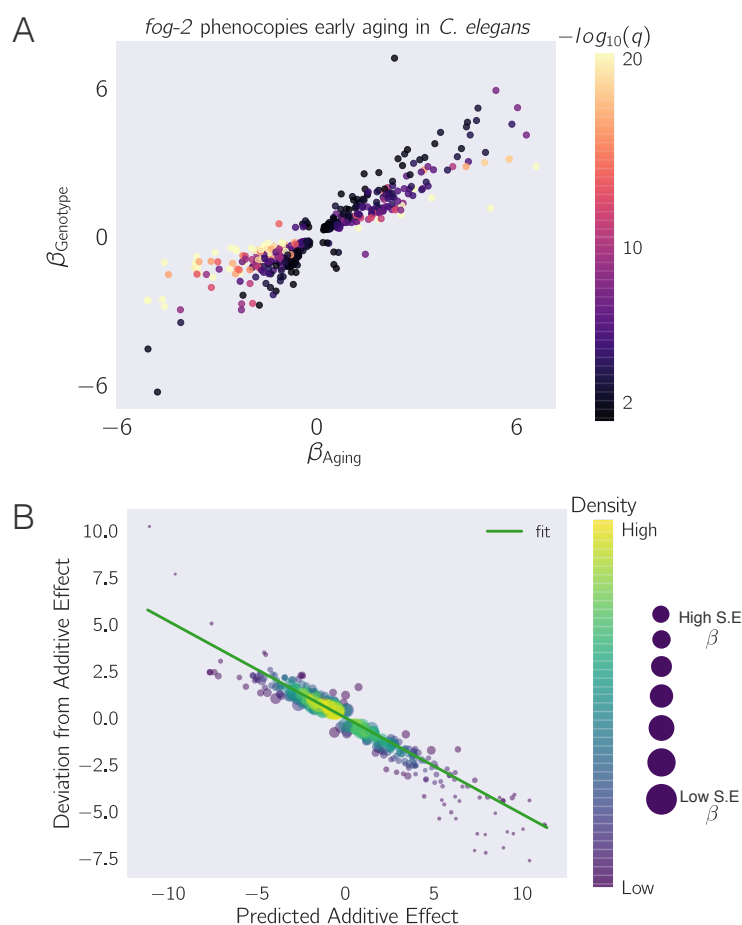 A
fog-2 phenocopies early aging in C. elegans
−log10(q)
20
10
2
6
0
−6
βGenotype
−6
0
6
βAging
B
Density
High
Low
fit
10.0
7.5
5.0
2.5
0.0
−2.5
−5.0
−7.5
Deviation from Additive Effect
−10
−5
0
5
10
Predicted Additive Effect
High S.E
β
Low S.E
β